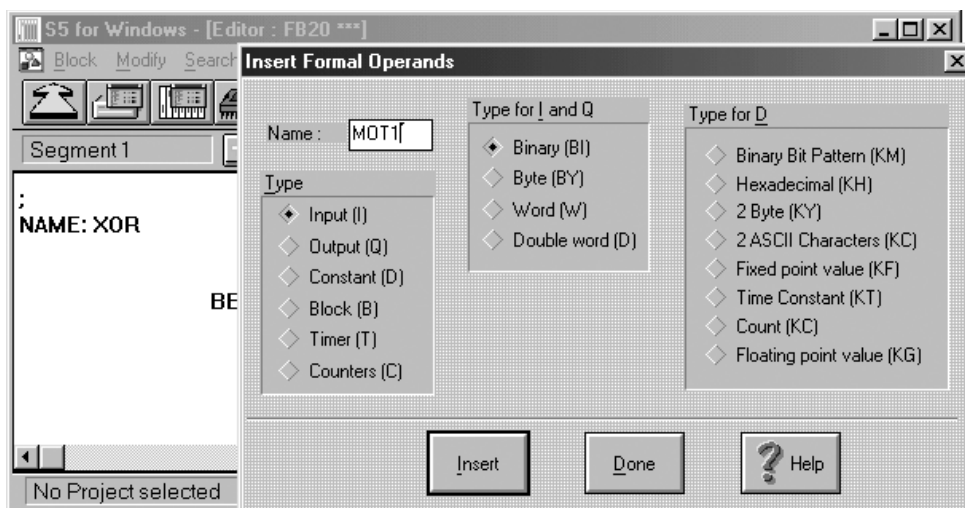 S5 for Windows - [Editor : FB20 ***]
Block Modify Search
Segment 1
;
NAME: XOR
BE
No Project selected
Insert Formal Operands
Name : MOT1
Type
Input (I)
Output (Q)
Constant (D)
Block (B)
Timer (T)
Counters (C)
Type for I and Q
Binary (BI)
Byte (BY)
Word (W)
Double word (D)
Type for D
Binary Bit Pattern (KM)
Hexadecimal (KH)
2 Byte (KY)
2 ASCII Characters (KC)
Fixed point value (KF)
Time Constant (KT)
Count (KC)
Floating point value (KG)
Insert
Done
? Help